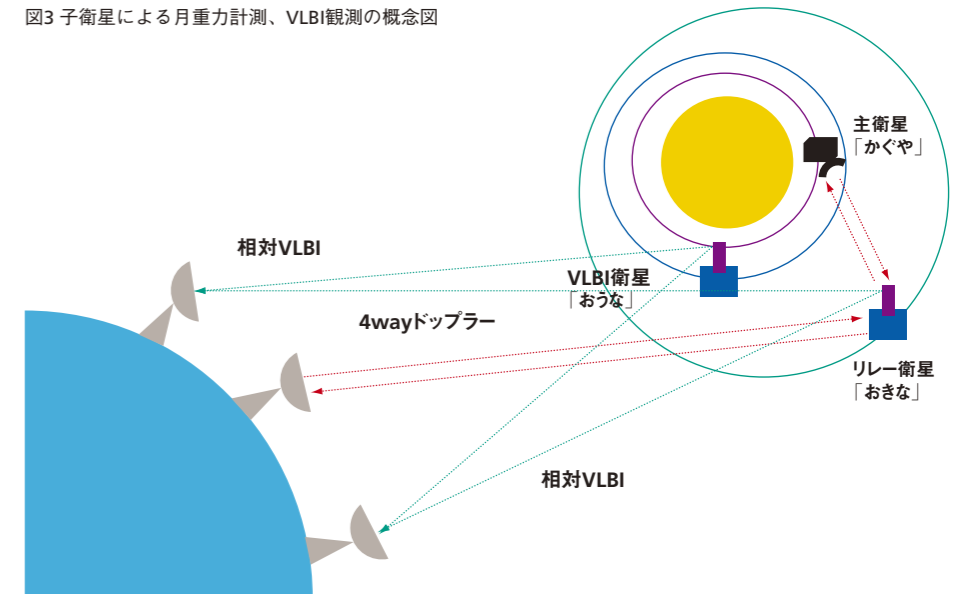 図3 子衛星による月重力計測、VLBI観測の概念図
主衛星
「かぐや」
相対VLBI
VLBI衛星
「おうな」
4wayドップラー
リレー衛星
「おきな」
相対VLBI